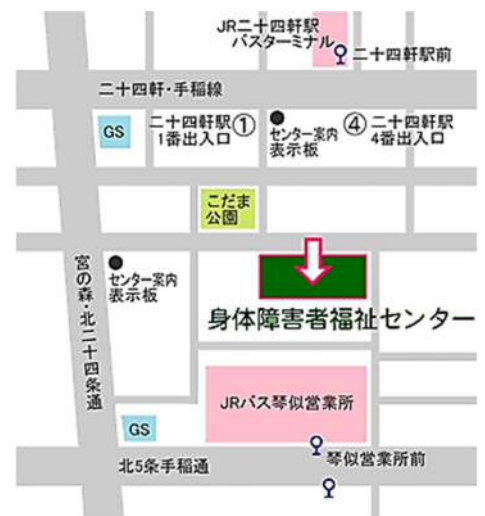 JR二十四軒駅
バスターミナル
二十四軒駅前
二十四軒・手稲線
GS
二十四軒駅
1番出入口
①
センター案内
表示板
④
二十四軒駅
4番出入口
こだま
公園
宮の森・北二十四条通
センター案内
表示板
身体障害者福祉センター
JRバス琴似営業所
GS
北5条手稲通
琴似営業所前